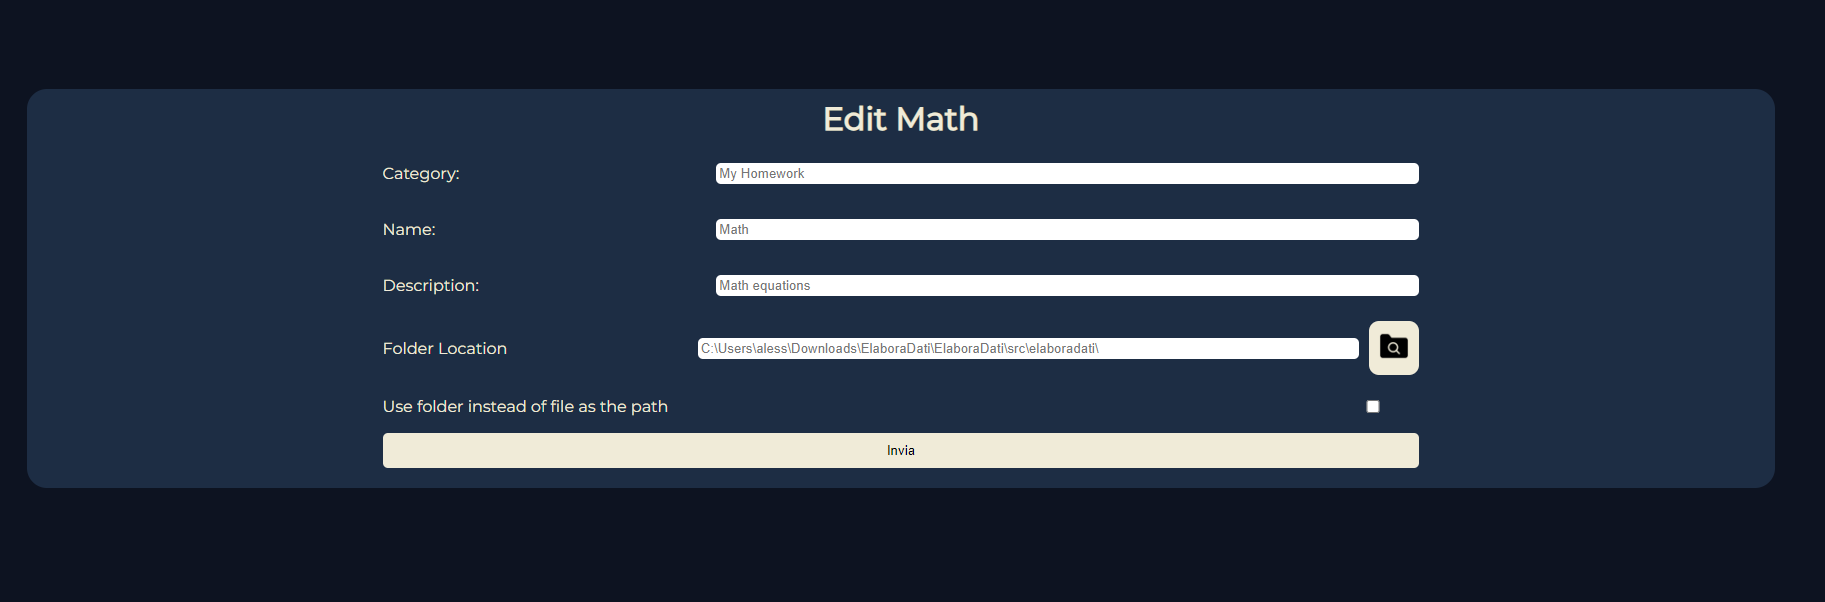 Edit Math
Category:
My Homework
Name:
Math
Description:
Math equations
Folder Location
C:\Users\aless\Downloads\ElaboraDati\ElaboraDati\src\elaboradati\
Use folder instead of file as the path
Invia